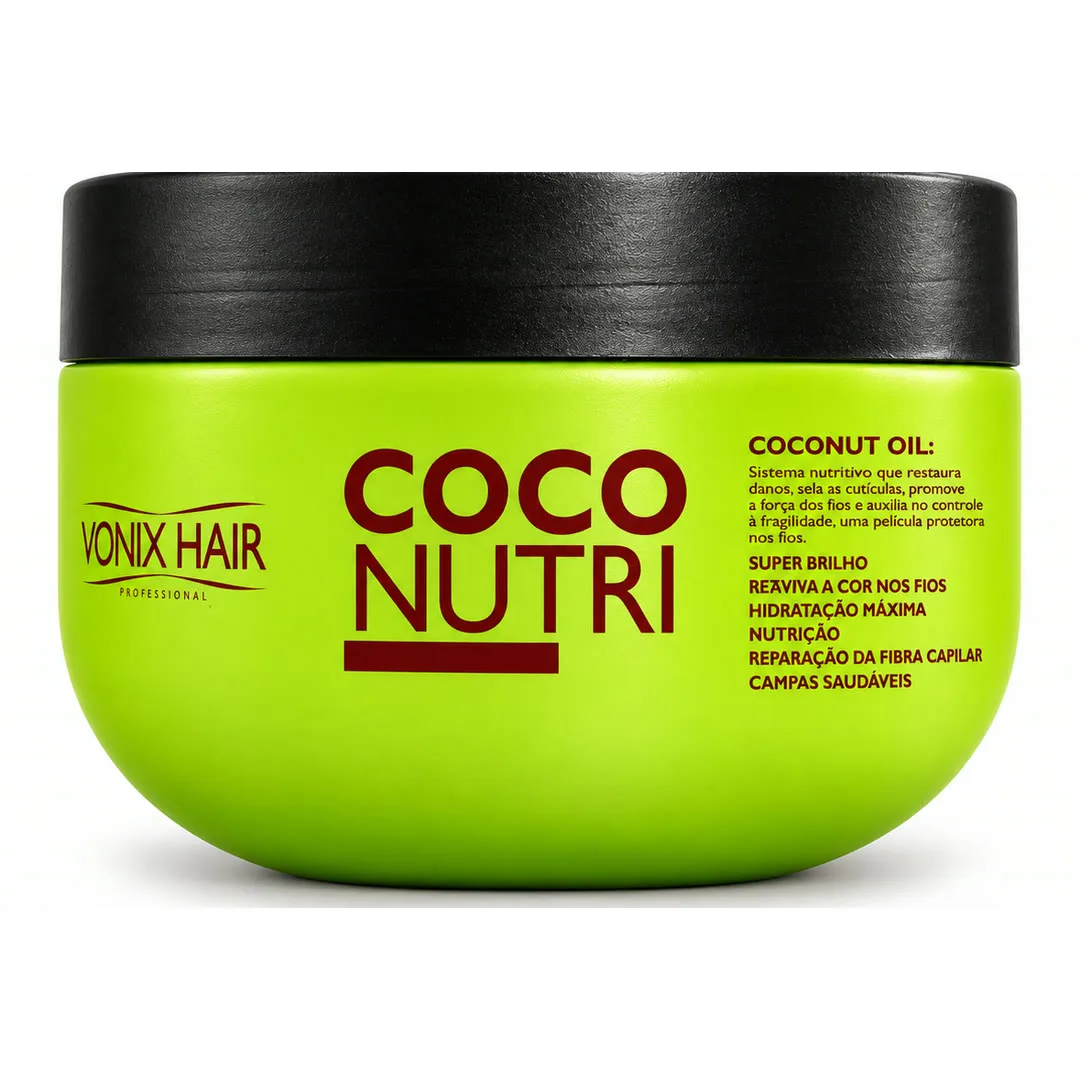 VONIX HAIR
PROFESSIONAL
COCO
NUTRI
COCONUT OIL:
Sistema nutritivo que restaura
danos, sela as cutículas, promove
a força dos fios e auxilia no controle
à fragilidade, uma película protetora
nos fios.
SUPER BRILHO
REAVIVA A COR NOS FIOS
HIDRATAÇÃO MÁXIMA
NUTRIÇÃO
REPARAÇÃO DA FIBRA CAPILAR
CAMPAS SAUDÁVEIS